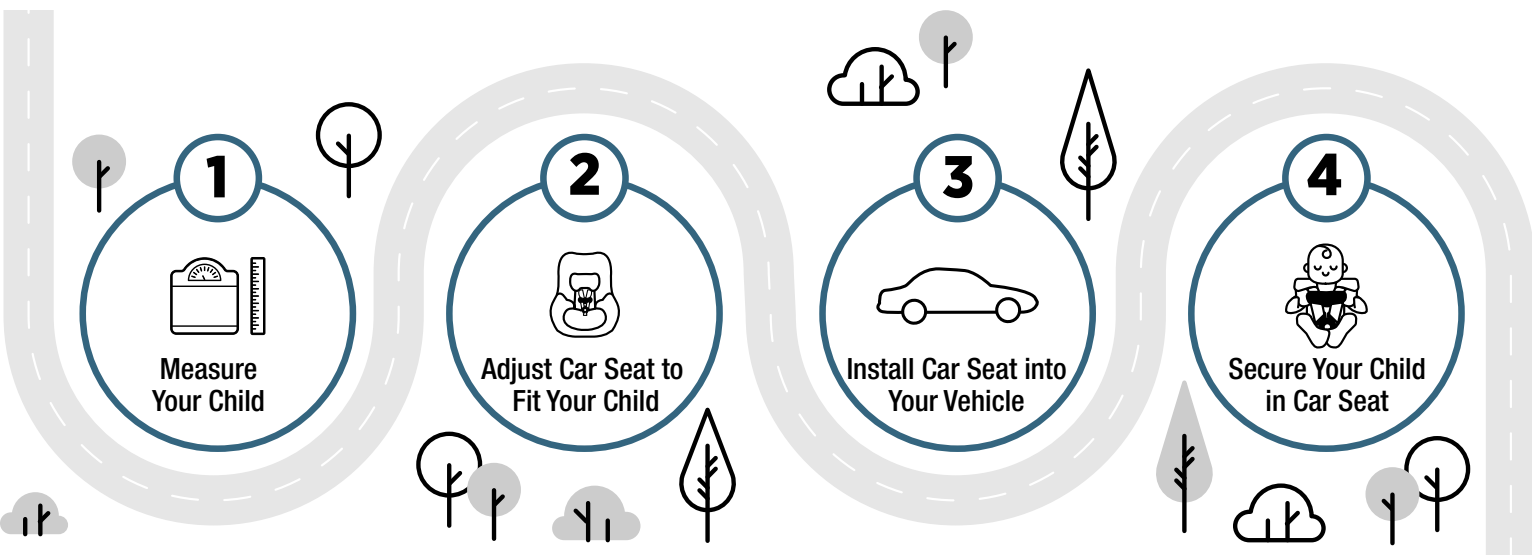 1
Measure
Your Child
2
Adjust Car Seat to
Fit Your Child
3
Install Car Seat into
Your Vehicle
4
Secure Your Child
in Car Seat